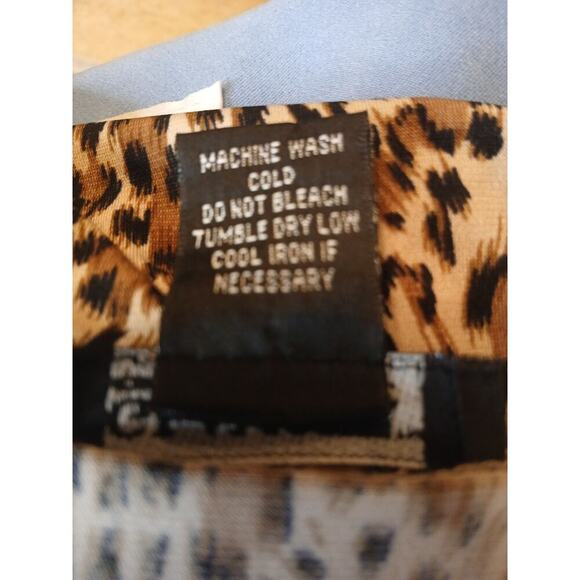 MACHINE WASH
COLD
DO NOT BLEACH
TUMBLE DRY LOW
COOL IRON IF
NECESSARY